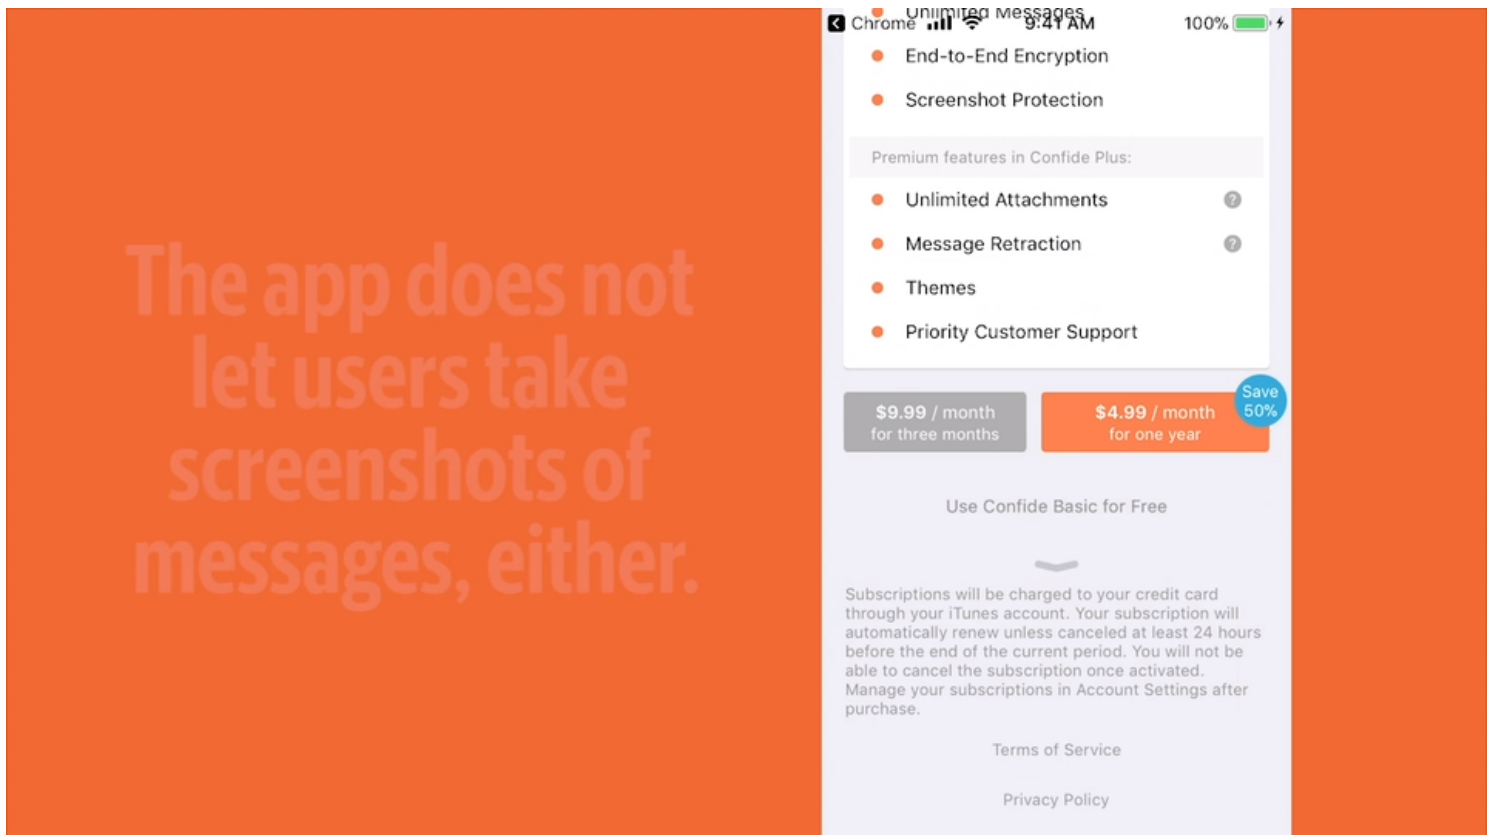 The app does not
let users take
screenshots of
messages, either.
Chrome 9:41 AM 100%
Unlimited Messages
End-to-End Encryption
Screenshot Protection
Premium features in Confide Plus:
Unlimited Attachments ?
Message Retraction ?
Themes
Priority Customer Support
Save
50%
$9.99 / month
for three months
$4.99 / month
for one year
Use Confide Basic for Free
Subscriptions will be charged to your credit card
through your iTunes account. Your subscription will
automatically renew unless canceled at least 24 hours
before the end of the current period. You will not be
able to cancel the subscription once activated.
Manage your subscriptions in Account Settings after
purchase.
Terms of Service
Privacy Policy